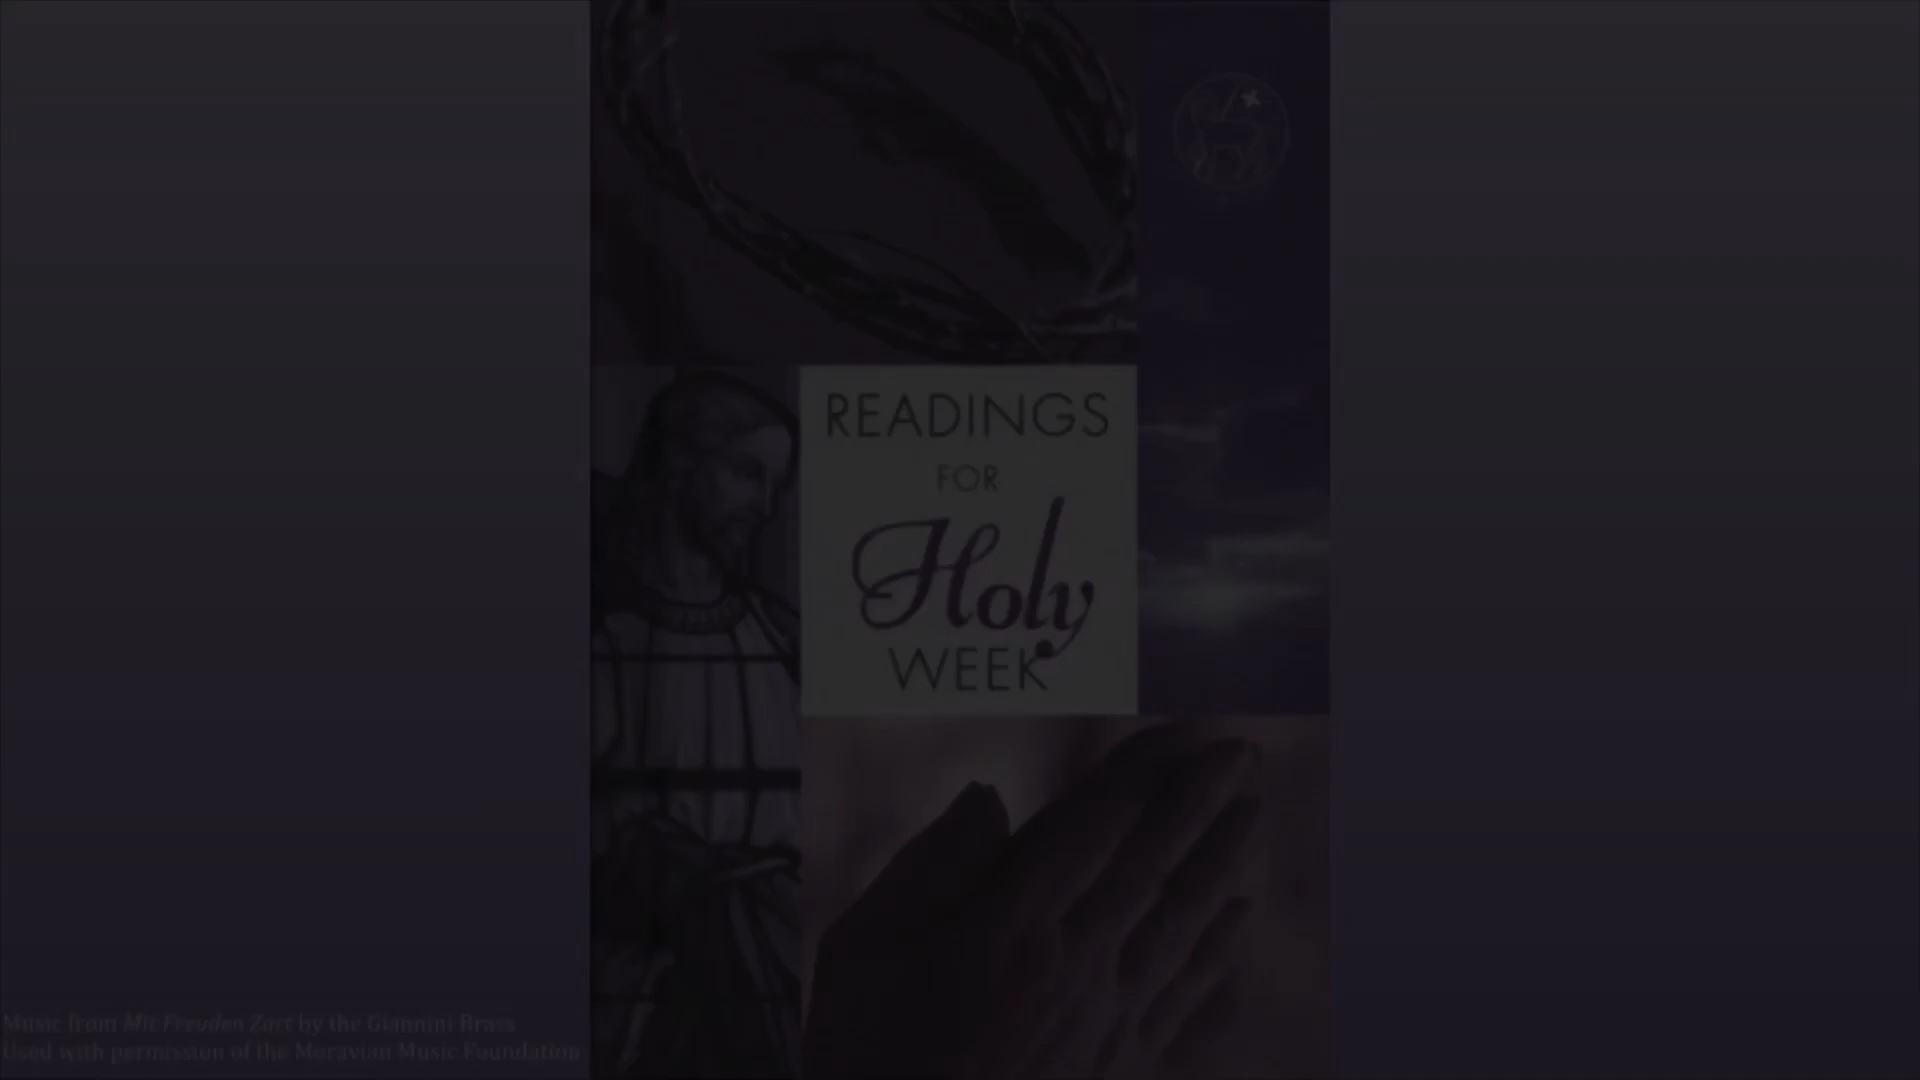 READINGS
FOR
Holy
WEEK
Music from Mit Freuden Zart by the Giannini Brass
Used with permission of the Moravian Music Foundation